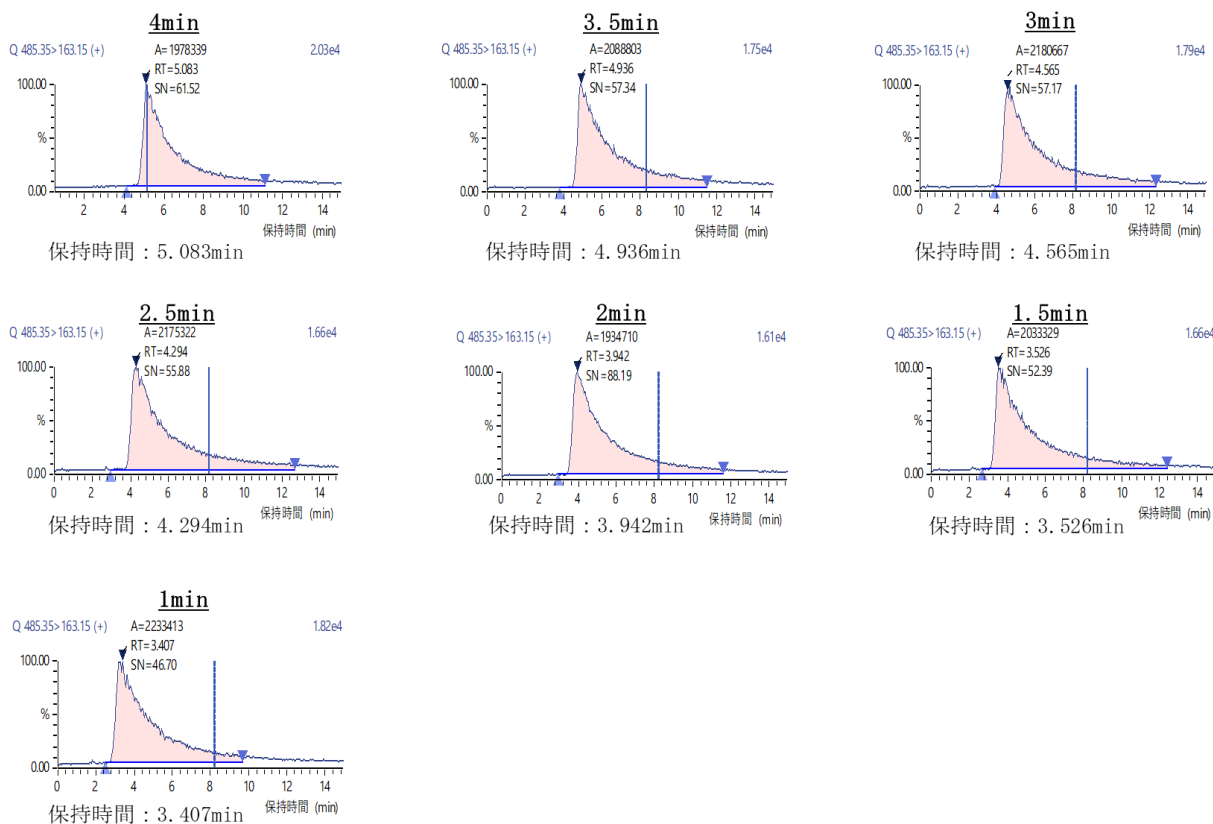 4min
Q 485.35>163.15 (+)
A=1978339
2.03e4
RT=5.083
SN=61.52
100.00
%
0.00
2 4 6 8 10 12 14
保持時間 (min)
保持時間：5.083min
3.5min
Q 485.35>163.15 (+)
A=2088803
1.75e4
RT=4.936
SN=57.34
100.00
%
0.00
0 2 4 6 8 10 12 14
保持時間 (min)
保持時間：4.936min
3min
Q 485.35>163.15 (+)
A=2180667
1.79e4
RT=4.565
SN=57.17
100.00
%
0.00
0 2 4 6 8 10 12 14
保持時間 (min)
保持時間：4.565min
2.5min
Q 485.35>163.15 (+)
A=2175322
1.66e4
RT=4.294
SN=55.88
100.00
%
0.00
0 2 4 6 8 10 12 14
保持時間 (min)
保持時間：4.294min
2min
Q 485.35>163.15 (+)
A=1934710
1.61e4
RT=3.942
SN=88.19
100.00
%
0.00
0 2 4 6 8 10 12 14
保持時間 (min)
保持時間：3.942min
1.5min
Q 485.35>163.15 (+)
A=2033329
1.66e4
RT=3.526
SN=52.39
100.00
%
0.00
0 2 4 6 8 10 12 14
保持時間 (min)
保持時間：3.526min
1min
Q 485.35>163.15 (+)
A=2233413
1.82e4
RT=3.407
SN=46.70
100.00
%
0.00
0 2 4 6 8 10 12 14
保持時間 (min)
保持時間：3.407min